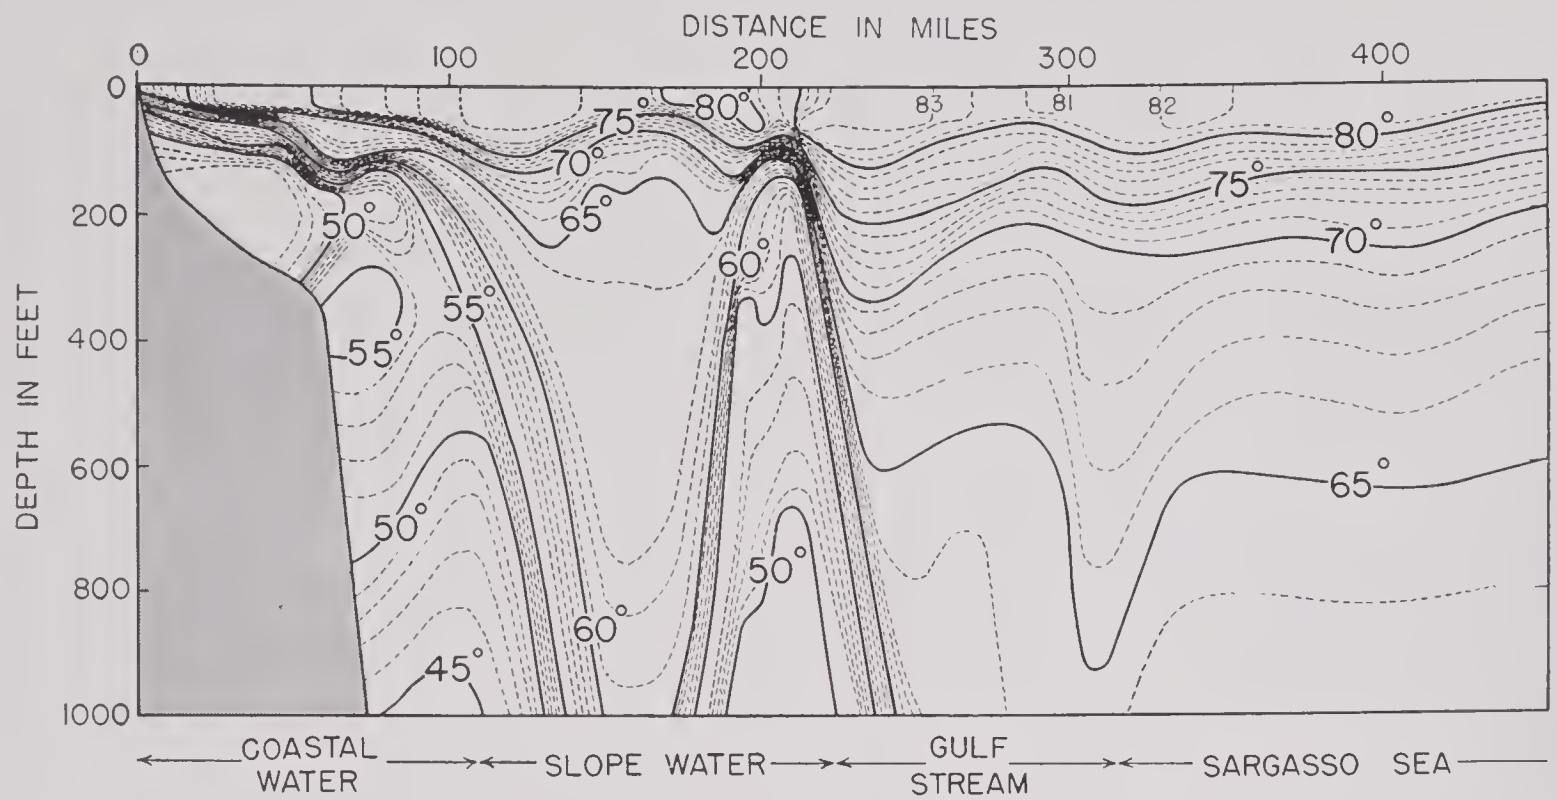 DISTANCE IN MILES
0 100 200 300 400
0
200
400
600
800
1000
DEPTH IN FEET
80° 83 81 82
75° 80°
70° 75°
65°
50° 70°
60°
55°
55°
65°
50°
50°
60°
45°
COASTAL WATER
SLOPE WATER
GULF STREAM
SARGASSO SEA